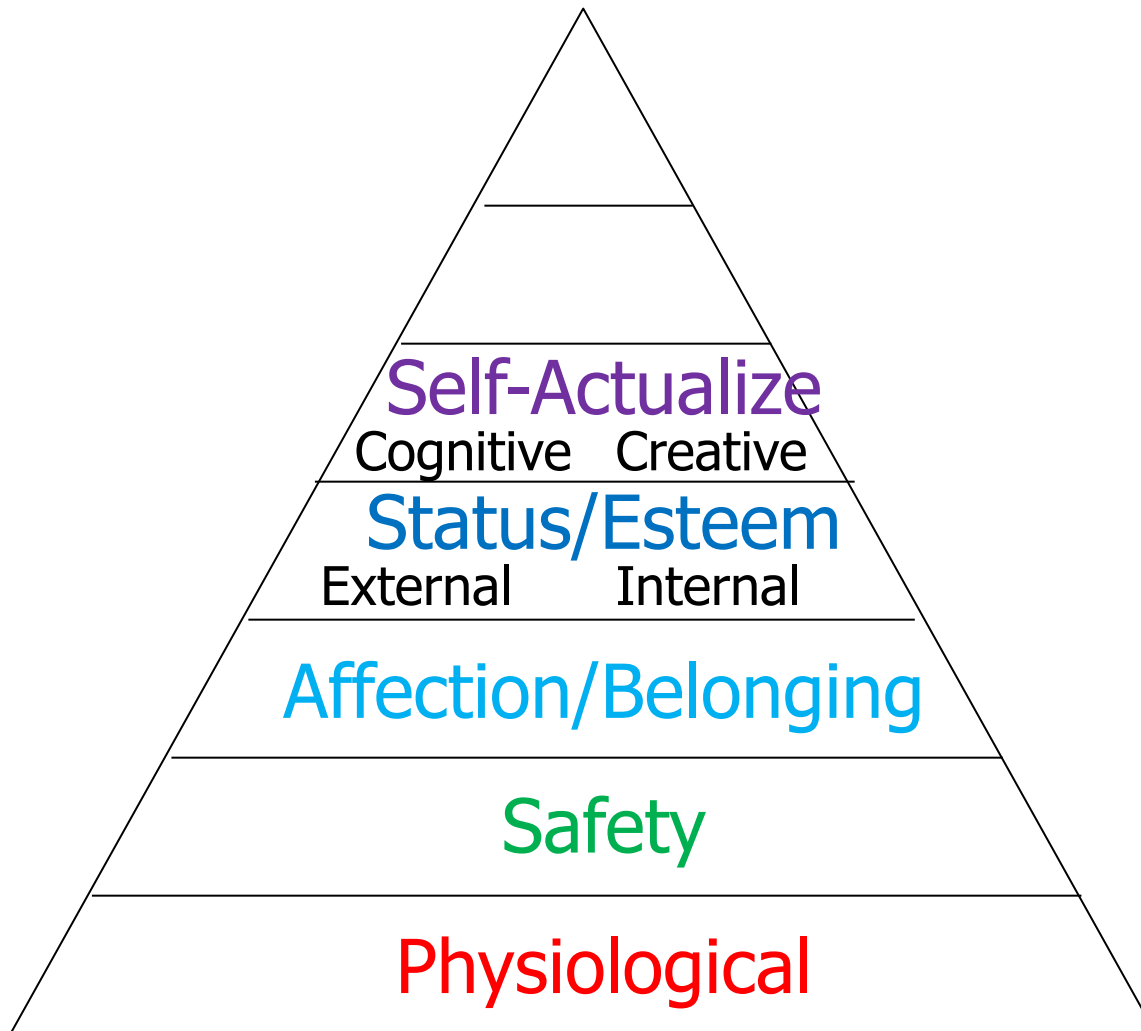 Self-Actualize
Cognitive Creative
Status/Esteem
External Internal
Affection/Belonging
Safety
Physiological